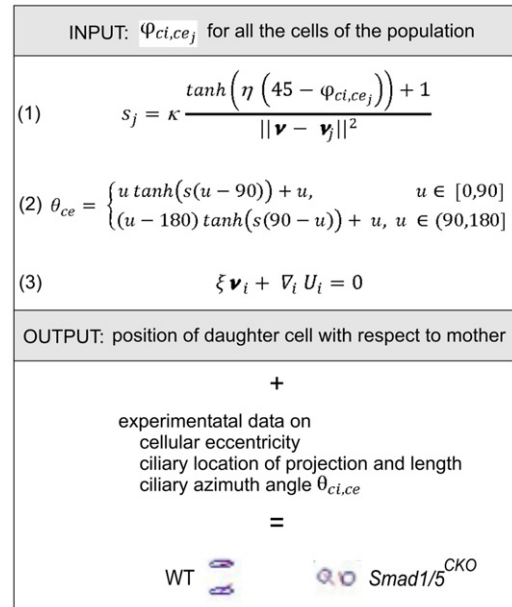 INPUT: φci,cej for all the cells of the population
(1) sj = κ (tanh(η (45 − φci,cej)) + 1) / ||𝝂 − 𝝂j||²
(2) θce = { u tanh(s(u − 90)) + u, u ∈ [0,90]
(u − 180) tanh(s(90 − u)) + u, u ∈ (90,180]
(3) ξ𝝂i + ∇i Ui = 0
OUTPUT: position of daughter cell with respect to mother
+
experimentatal data on
cellular eccentricity
ciliary location of projection and length
ciliary azimuth angle θci,ce
=
WT Smad1/5CKO